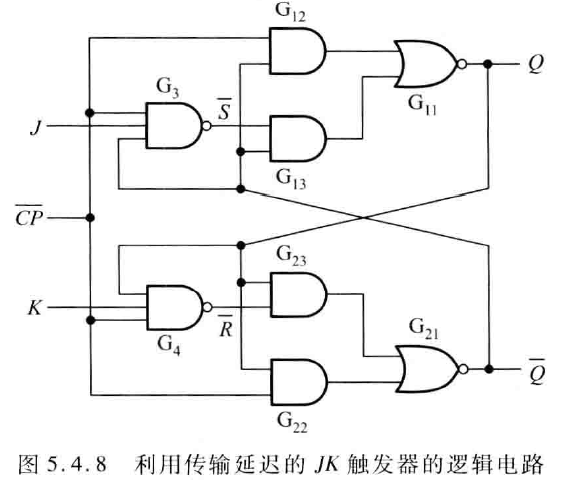 G₁₂
G₃
S̅
Q
J
G₁₁
G₁₃
C̅P̅
G₂₃
K
R̅
G₂₁
G₄
Q̅
G₂₂
图 5.4.8 利用传输延迟的 JK 触发器的逻辑电路